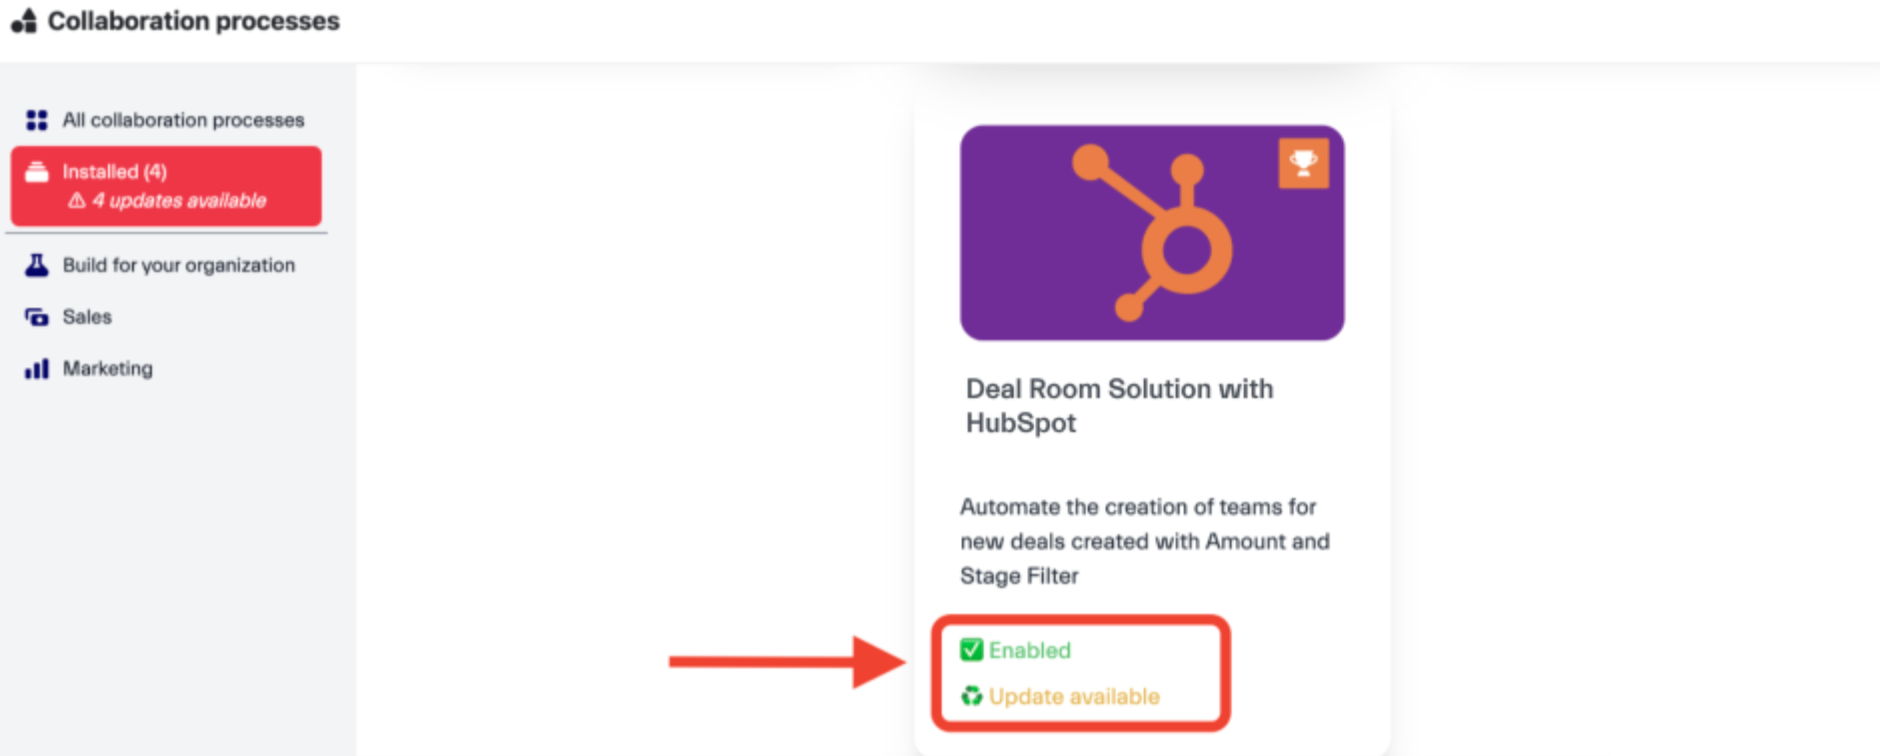 Collaboration processes
All collaboration processes
Installed (4)
4 updates available
Build for your organization
Sales
Marketing
Deal Room Solution with
HubSpot
Automate the creation of teams for
new deals created with Amount and
Stage Filter
Enabled
Update available